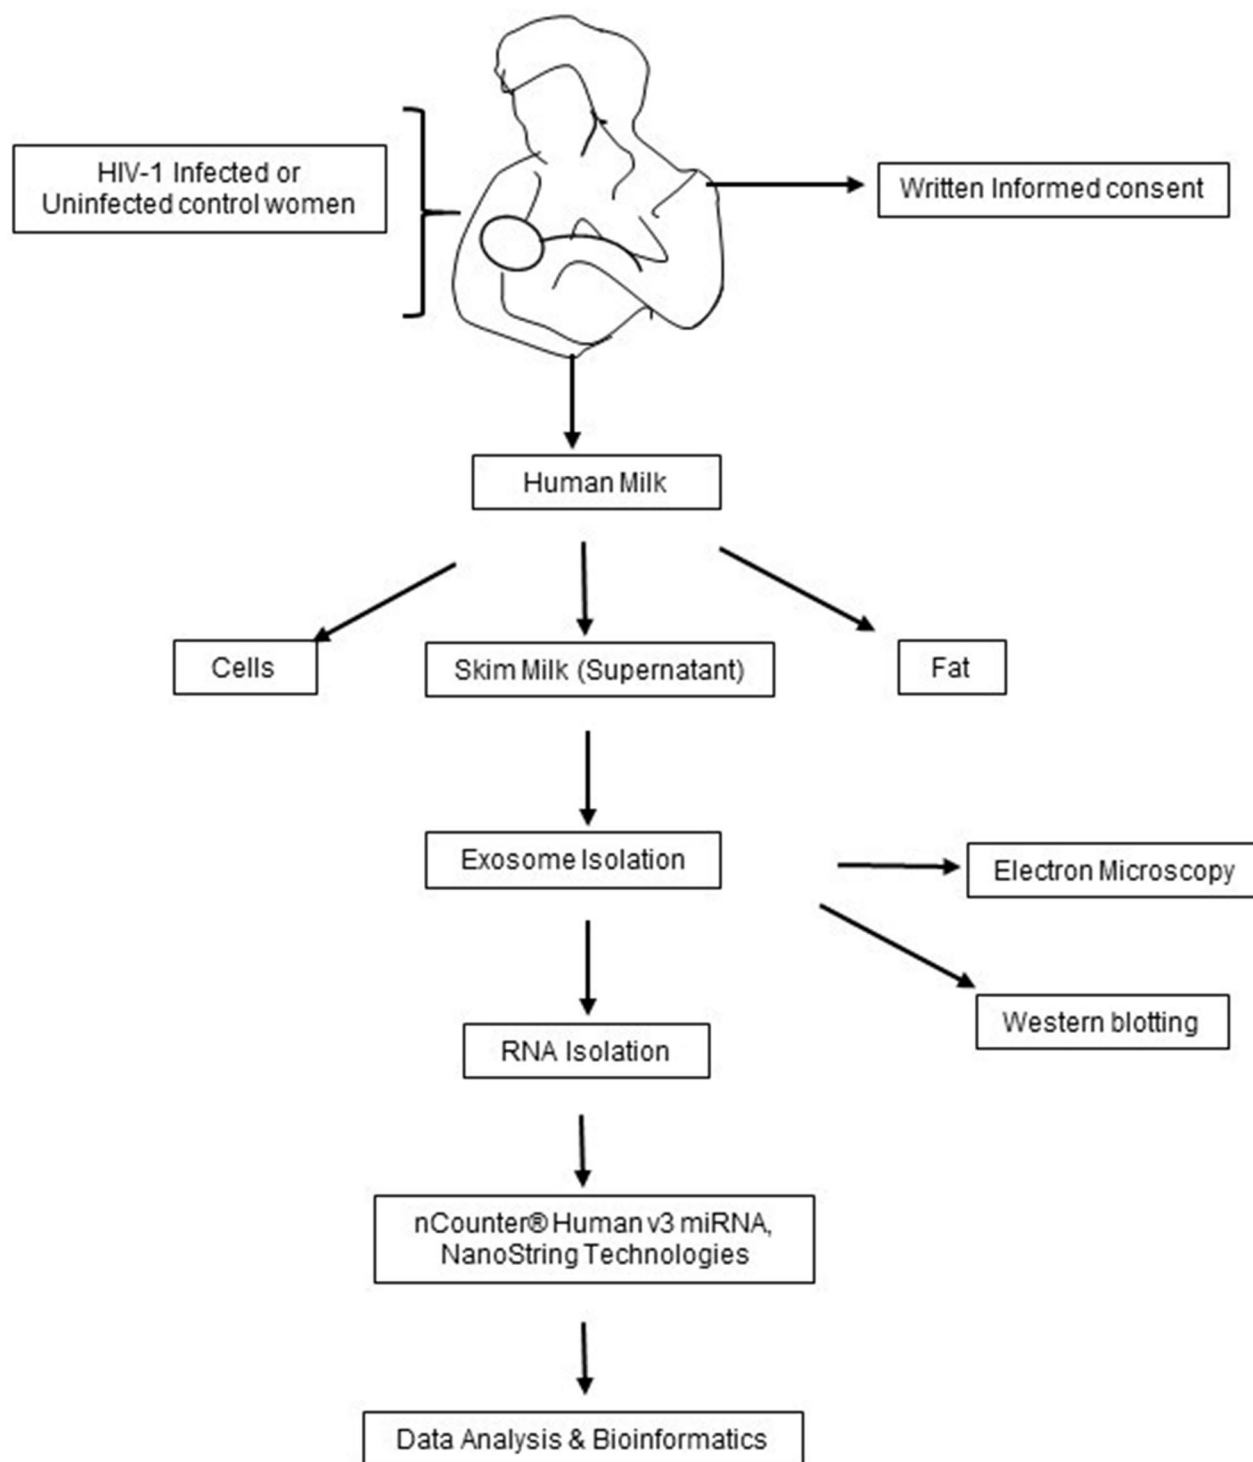 HIV-1 Infected or
Uninfected control women
Written Informed consent
Human Milk
Cells
Skim Milk (Supernatant)
Fat
Exosome Isolation
Electron Microscopy
Western blotting
RNA Isolation
nCounter® Human v3 miRNA,
NanoString Technologies
Data Analysis & Bioinformatics